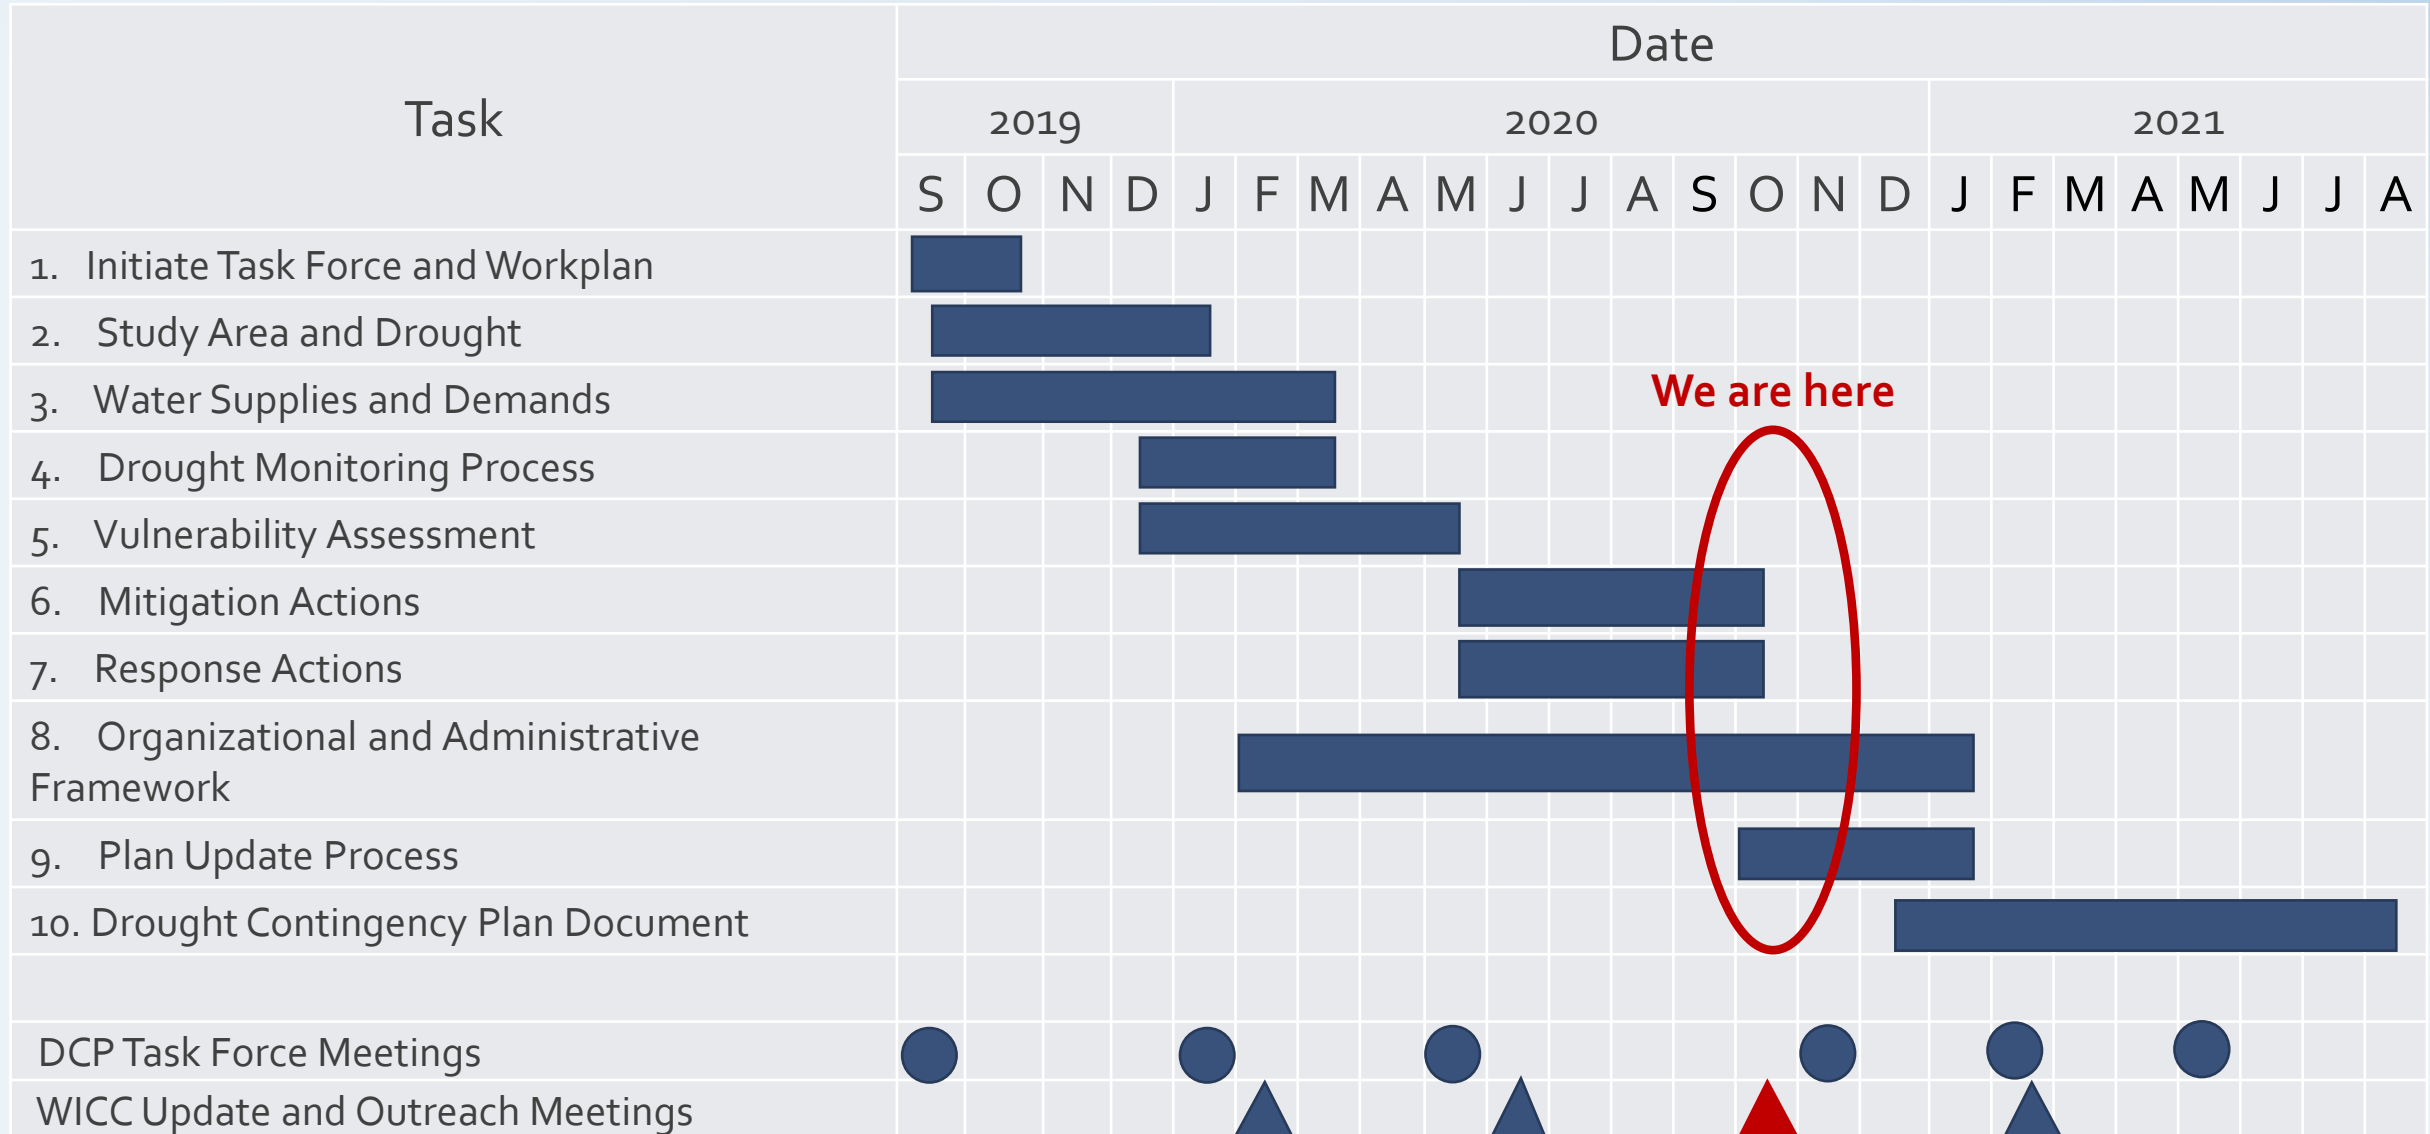 Date
Task
2019 2020 2021
S O N D J F M A M J J A S O N D J F M A M J J A
1. Initiate Task Force and Workplan
2. Study Area and Drought
3. Water Supplies and Demands
We are here
4. Drought Monitoring Process
5. Vulnerability Assessment
6. Mitigation Actions
7. Response Actions
8. Organizational and Administrative
Framework
9. Plan Update Process
10. Drought Contingency Plan Document
DCP Task Force Meetings
WICC Update and Outreach Meetings